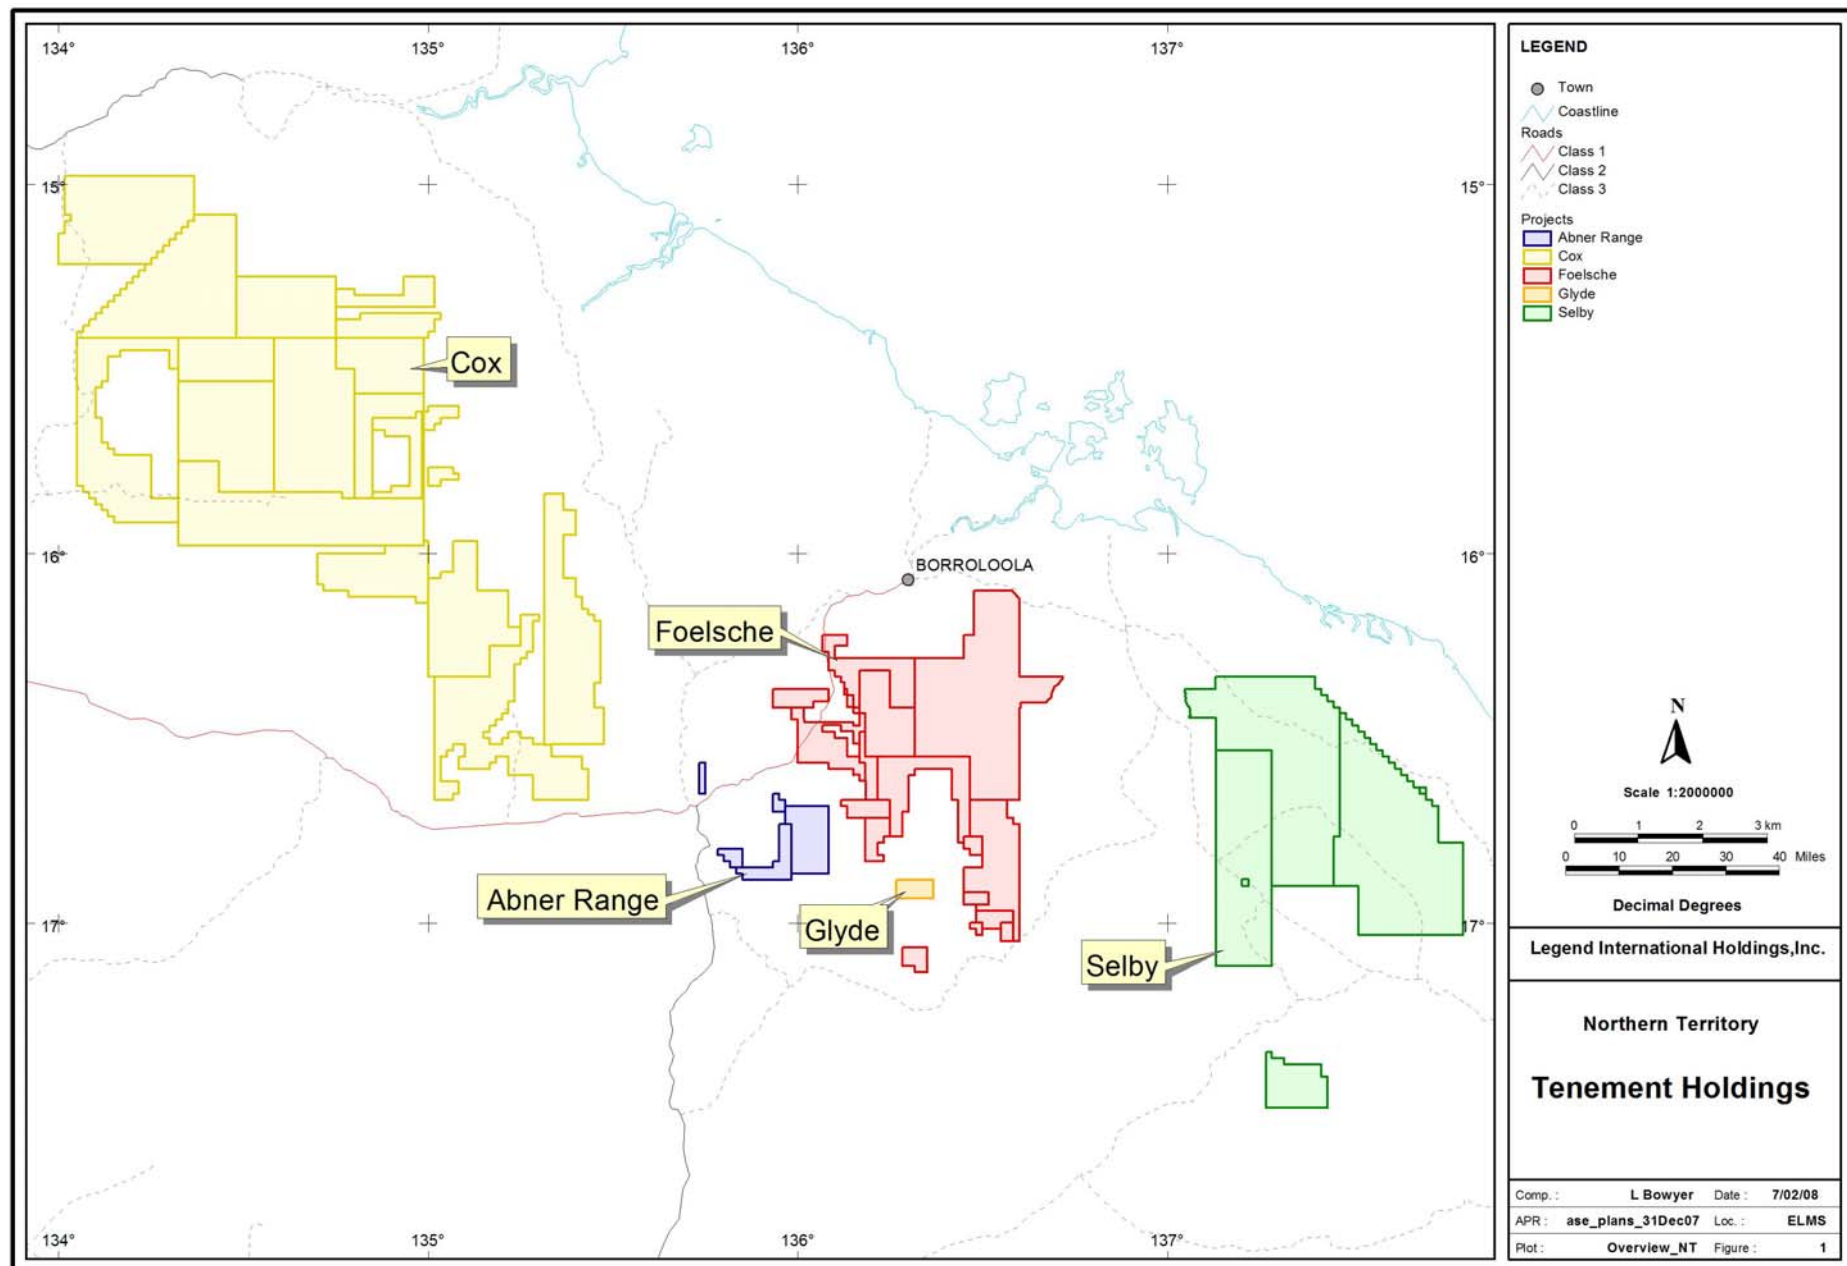 134° 135° 136° 137°
15° 15°
Cox
16° 16°
BORROLOOLA
Foelsche
Abner Range
Glyde
17° 17°
Selby
134° 135° 136° 137°
LEGEND
Town
Coastline
Roads
Class 1
Class 2
Class 3
Projects
Abner Range
Cox
Foelsche
Glyde
Selby
N
Scale 1:2000000
0 1 2 3 km
0 10 20 30 40 Miles
Decimal Degrees
Legend International Holdings,Inc.
Northern Territory
Tenement Holdings
Comp. : L Bowyer Date : 7/02/08
APR : ase_plans_31Dec07 Loc. : ELMS
Plot : Overview_NT Figure : 1